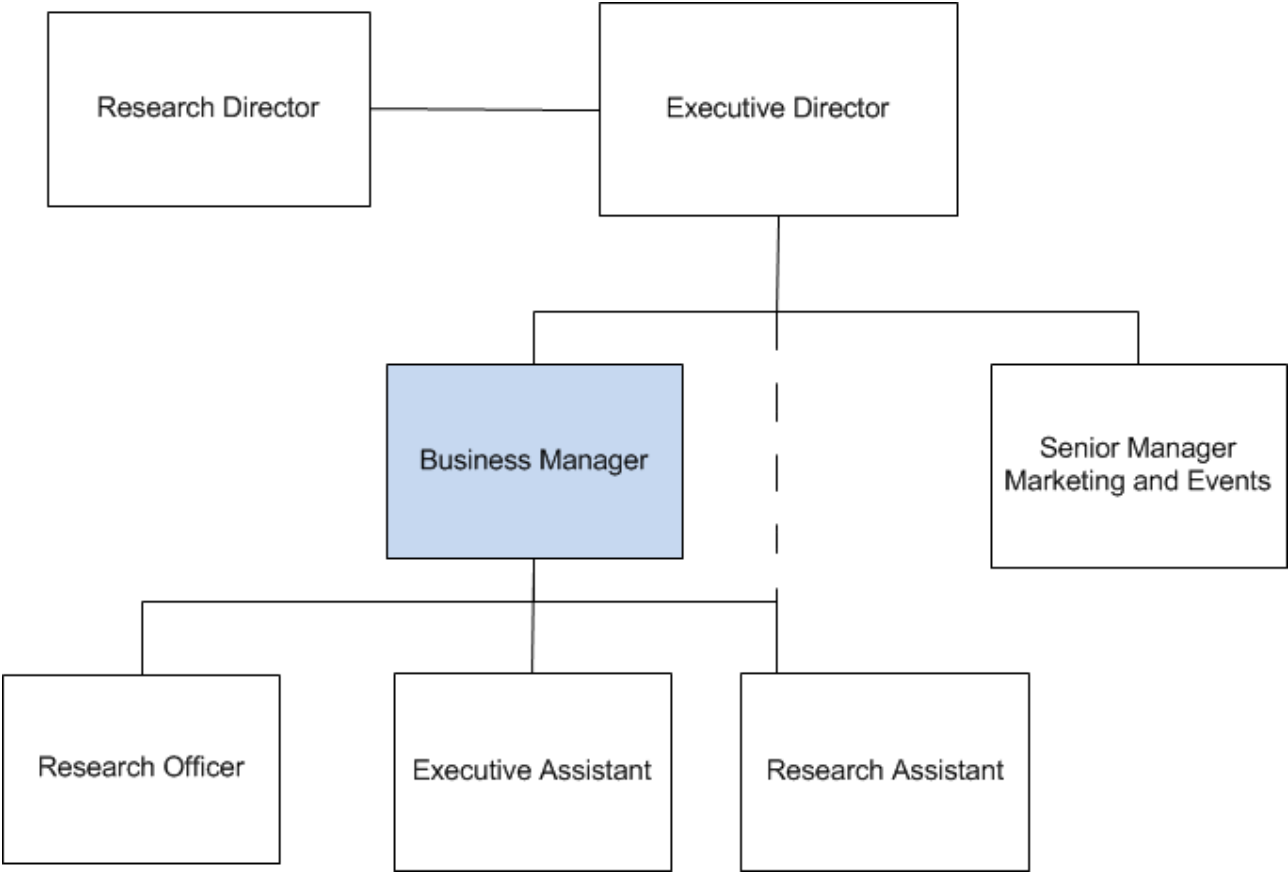 Research Director
Executive Director
Business Manager
Senior Manager
Marketing and Events
Research Officer
Executive Assistant
Research Assistant